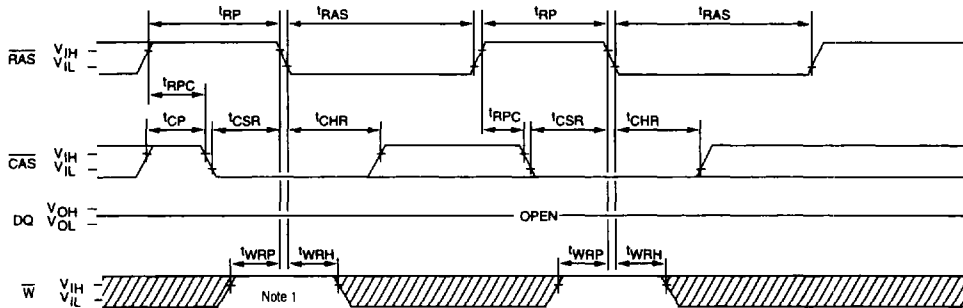 tRP tRAS tRP tRAS
RAS VIH
VIL
tRPC
tCP tCSR tCHR tRPC tCSR tCHR
CAS VIH
VIL
DQ VOH
VOL OPEN
tWRP tWRH tWRP tWRH
W VIH
VIL Note 1